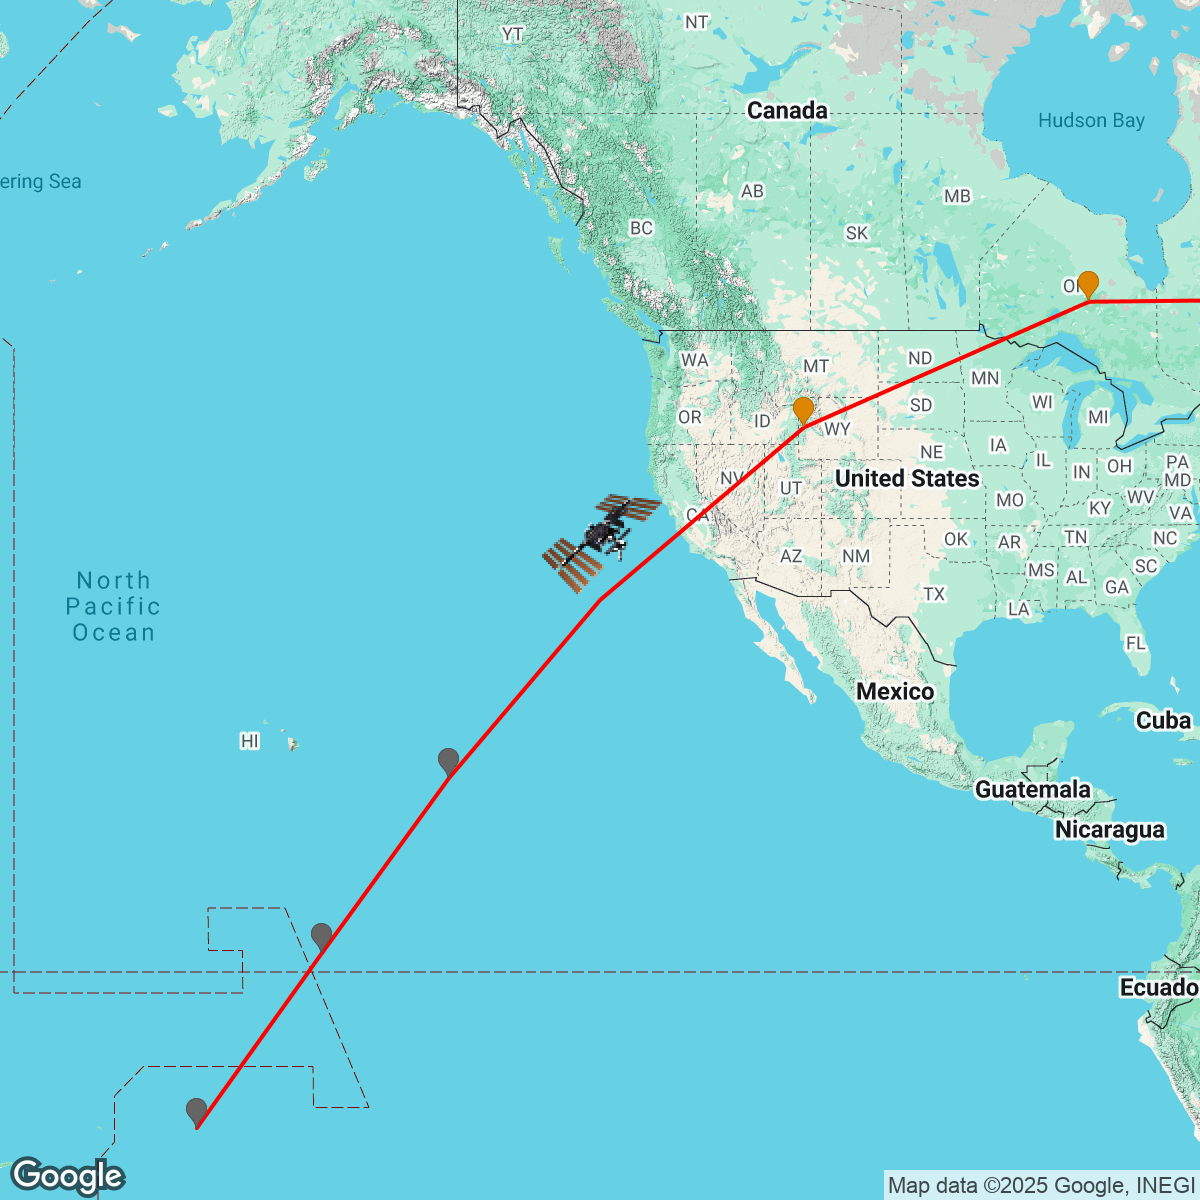 YT
NT
Canada
Hudson Bay
ering Sea
AB
MB
BC
SK
WA
MT
ND
MN
OR
ID
WY
SD
WI
MI
NE
IA
IL
IN
OH
PA
MD
NV
UT
United States
MO
KY
WV
VA
CA
AZ
NM
OK
AR
TN
NC
MS
AL
SC
GA
TX
LA
FL
North
Pacific
Ocean
HI
Mexico
Cuba
Guatemala
Nicaragua
Ecuado
Google
Map data ©2025 Google, INEGI